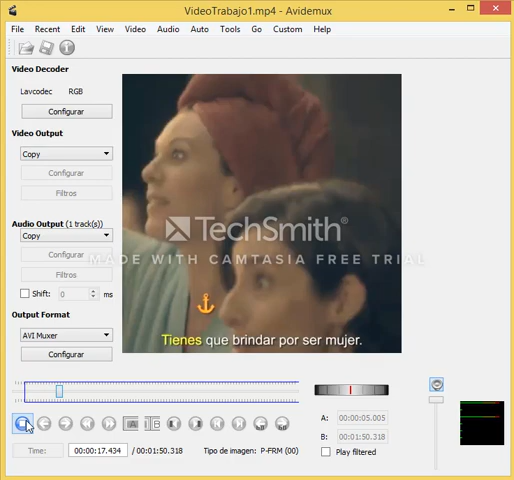 VideoTrabajo1.mp4 - Avidemux
File Recent Edit View Video Audio Auto Tools Go Custom Help
Video Decoder
Lavcodec RGB
Configurar
Video Output
Copy
Configurar
Filtros
Audio Output (1 track(s))
Copy
Configurar
Filtros
Shift: 0 ms
Output Format
AVI Muxer
Configurar
TechSmith®
MADE WITH CAMTASIA FREE TRIAL
Tienes que brindar por ser mujer.
A: 00:00:05.005
B: 00:01:50.318
Time: 00:00:17.434 / 00:01:50.318 Tipo de imagen: P-FRM (00)
Play filtered